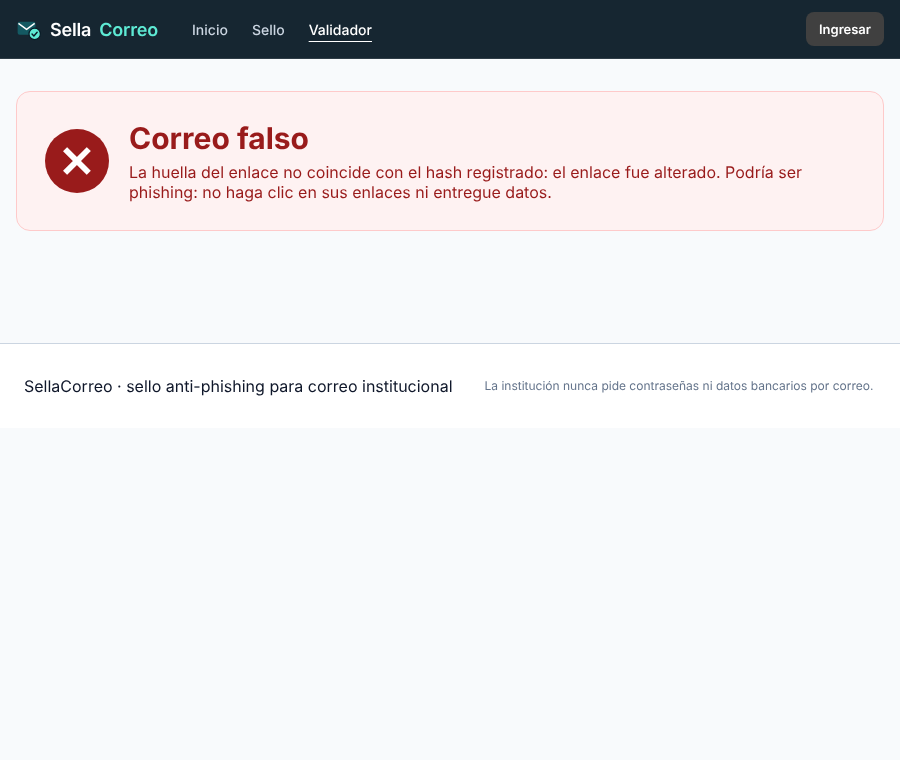 Sella Correo Inicio Sello Validador Ingresar
Correo falso
La huella del enlace no coincide con el hash registrado: el enlace fue alterado. Podría ser
phishing: no haga clic en sus enlaces ni entregue datos.
SellaCorreo · sello anti-phishing para correo institucional La institución nunca pide contraseñas ni datos bancarios por correo.